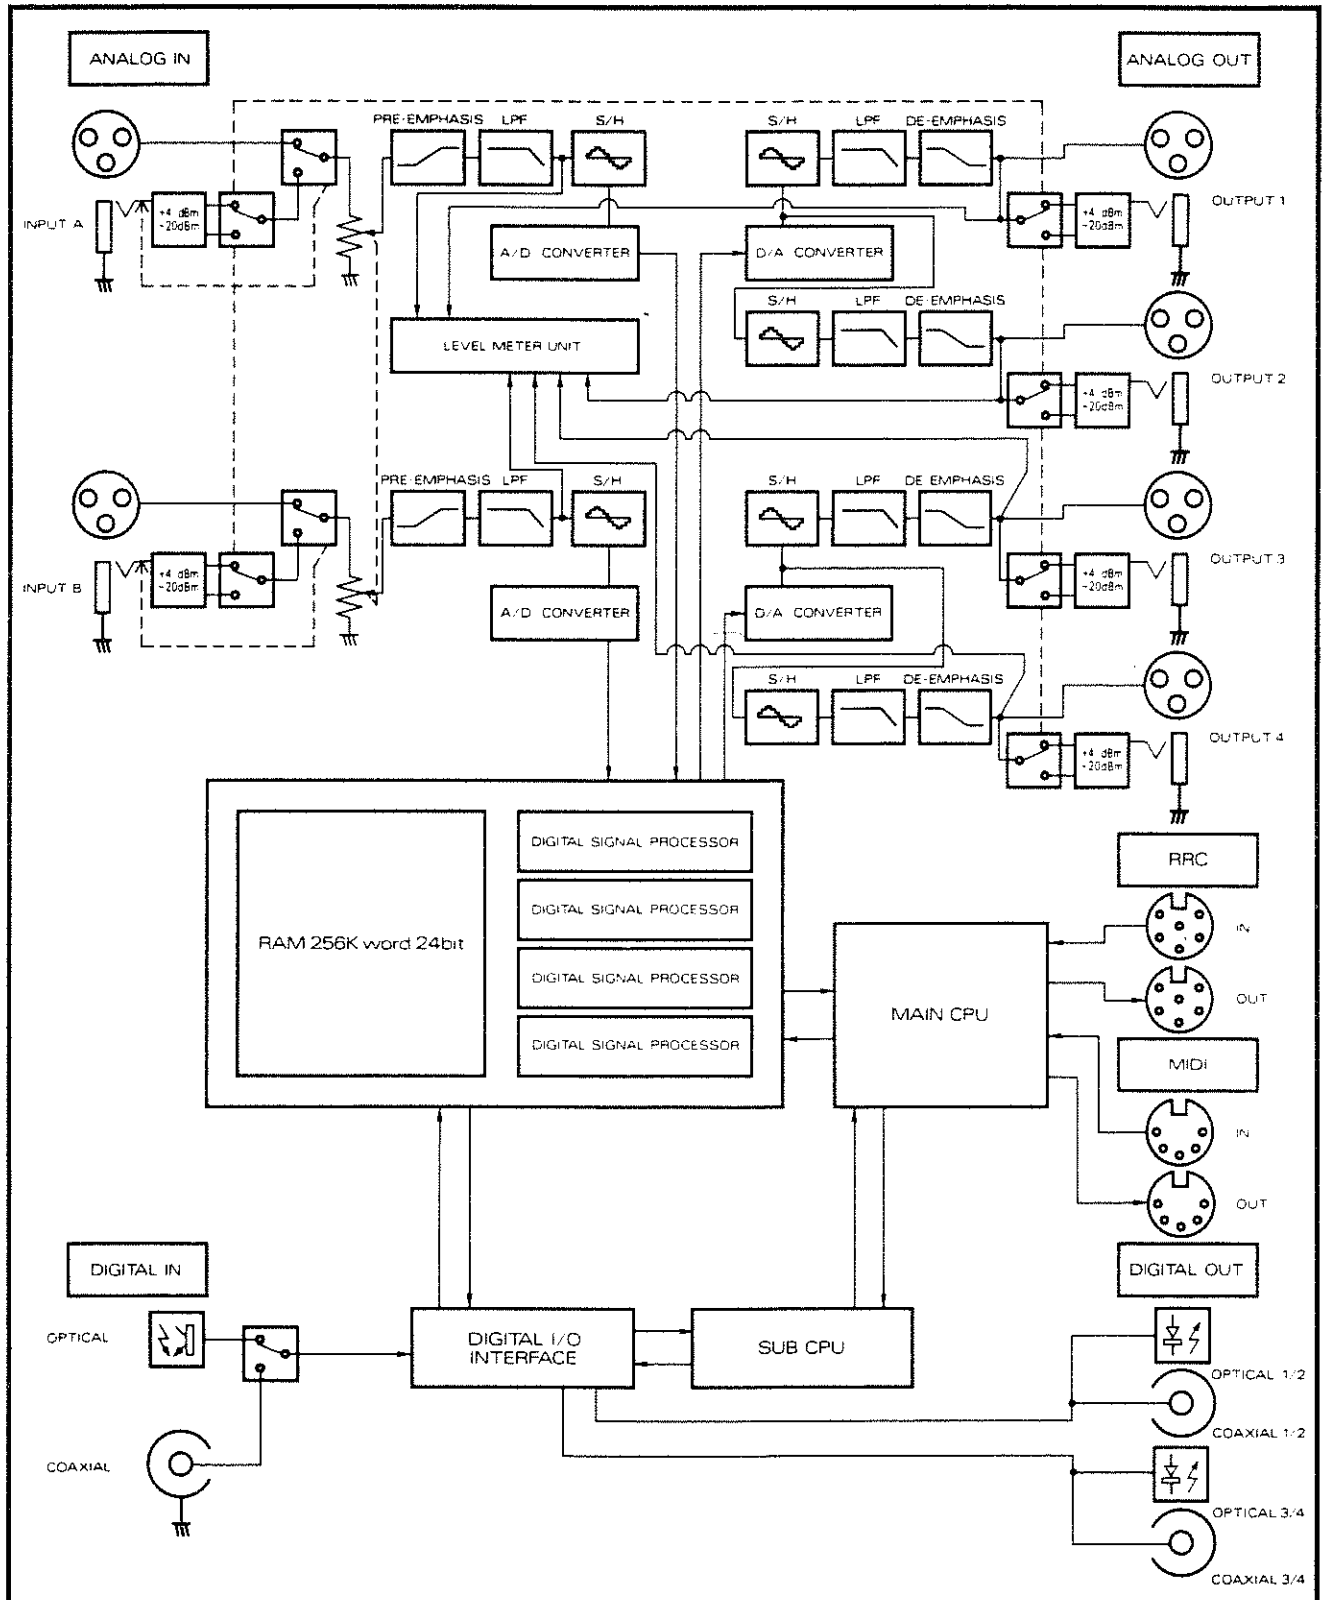 ANALOG IN
ANALOG OUT
PRE-EMPHASIS LPF S/H
S/H LPF DE-EMPHASIS
INPUT A
+4 dBm
-20dBm
+4 dBm
-20dBm
OUTPUT 1
A/D CONVERTER
D/A CONVERTER
S/H LPF DE-EMPHASIS
LEVEL METER UNIT
+4 dBm
-20dBm
OUTPUT 2
PRE-EMPHASIS LPF S/H
S/H LPF DE EMPHASIS
INPUT B
+4 dBm
-20dBm
+4 dBm
-20dBm
OUTPUT 3
A/D CONVERTER
D/A CONVERTER
S/H LPF DE-EMPHASIS
+4 dBm
-20dBm
OUTPUT 4
RAM 256K word 24bit
DIGITAL SIGNAL PROCESSOR
DIGITAL SIGNAL PROCESSOR
DIGITAL SIGNAL PROCESSOR
DIGITAL SIGNAL PROCESSOR
MAIN CPU
RRC
IN
OUT
MIDI
IN
OUT
DIGITAL IN
DIGITAL OUT
OPTICAL
DIGITAL I/O
INTERFACE
SUB CPU
OPTICAL 1/2
COAXIAL 1/2
COAXIAL
OPTICAL 3/4
COAXIAL 3/4